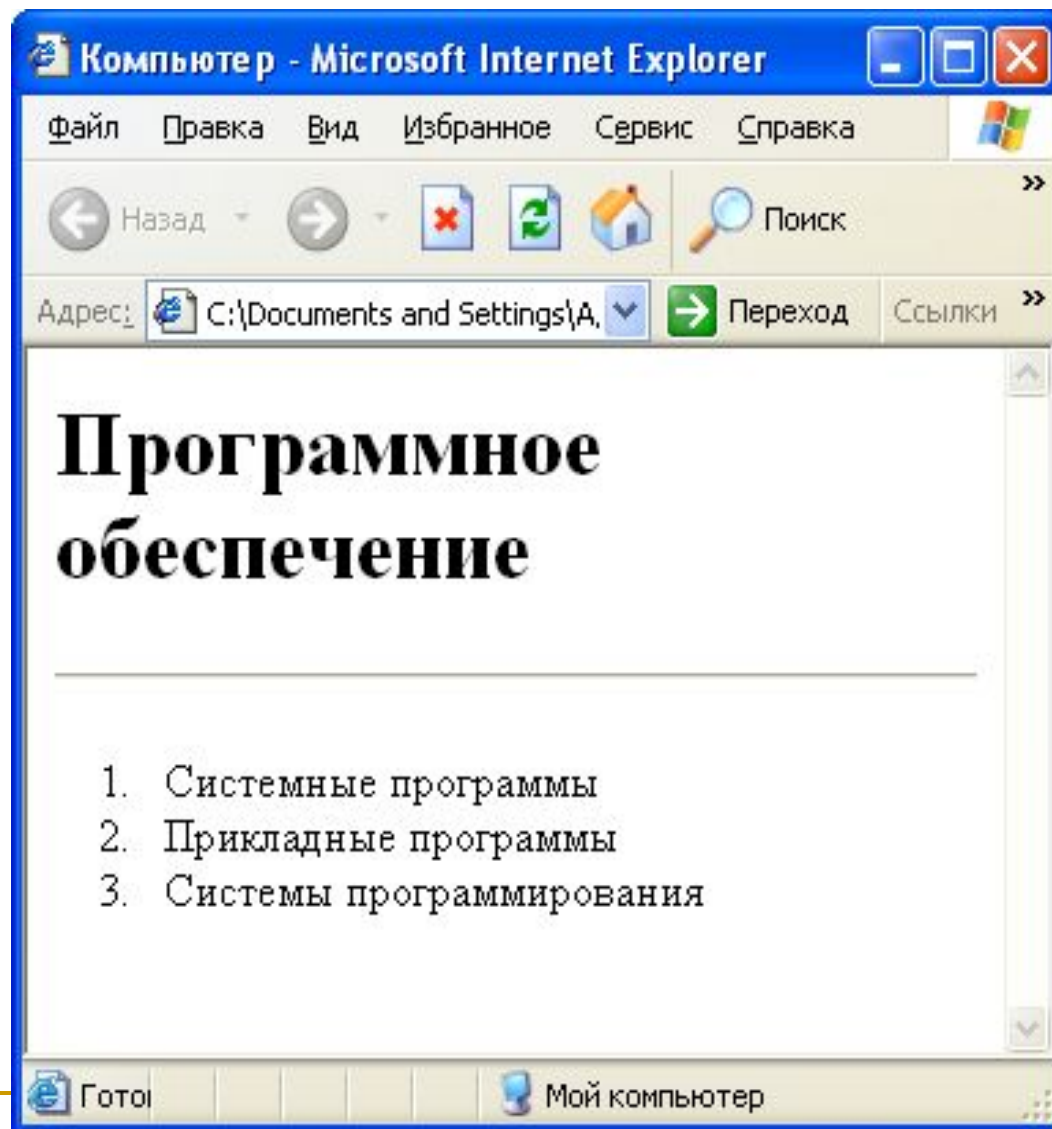 Компьютер - Microsoft Internet Explorer
Файл Правка Вид Избранное Сервис Справка
Назад Поиск »
Адрес: C:\Documents and Settings\A, Переход Ссылки »
Программное
обеспечение
1. Системные программы
2. Прикладные программы
3. Системы программирования
Мой компьютер